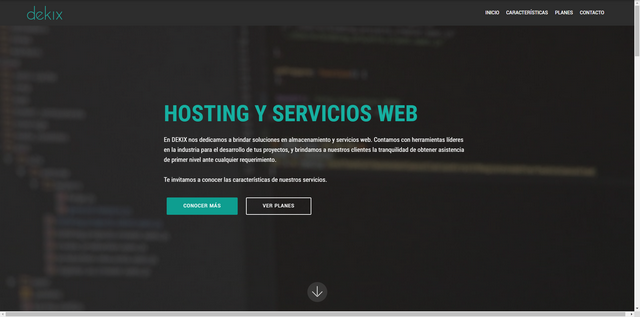 dekix
INICIO CARACTERÍSTICAS PLANES CONTACTO
HOSTING Y SERVICIOS WEB
En DEKIX nos dedicamos a brindar soluciones en almacenamiento y servicios web. Contamos con herramientas líderes
en la industria para el desarrollo de tus proyectos, y brindamos a nuestros clientes la tranquilidad de obtener asistencia
de primer nivel ante cualquier requerimiento.
Te invitamos a conocer las características de nuestros servicios.
CONOCER MÁS
VER PLANES